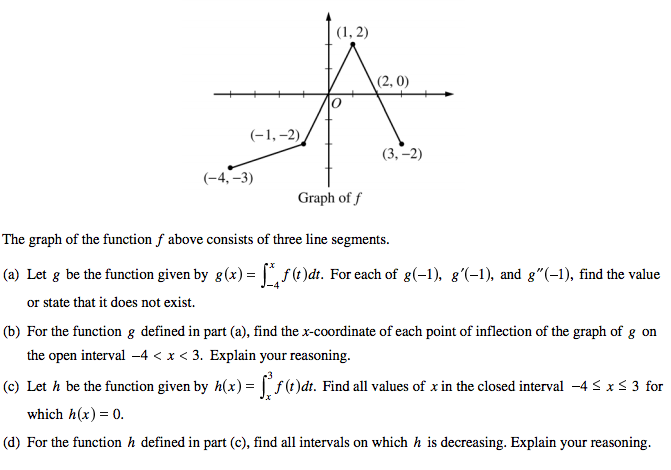 (1, 2)
(2, 0)
O
(−1, −2)
(3, −2)
(−4, −3)
Graph of f
The graph of the function f above consists of three line segments.
(a) Let g be the function given by g(x) = ∫_{−4}^{x} f(t)dt. For each of g(−1), g′(−1), and g″(−1), find the value
or state that it does not exist.
(b) For the function g defined in part (a), find the x-coordinate of each point of inflection of the graph of g on
the open interval −4 < x < 3. Explain your reasoning.
(c) Let h be the function given by h(x) = ∫_{x}^{3} f(t)dt. Find all values of x in the closed interval −4 ≤ x ≤ 3 for
which h(x) = 0.
(d) For the function h defined in part (c), find all intervals on which h is decreasing. Explain your reasoning.